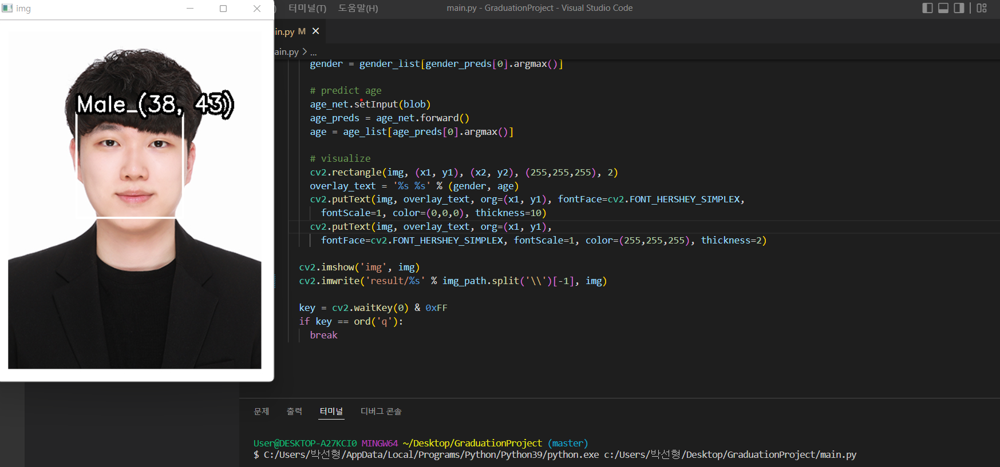 img
) 터미널(T) 도움말(H)
main.py - GraduationProject - Visual Studio Code
in.py M
ain.py > ...
Male_(38, 43)
gender = gender_list[gender_preds[0].argmax()]
# predict age
age_net.setInput(blob)
age_preds = age_net.forward()
age = age_list[age_preds[0].argmax()]
# visualize
cv2.rectangle(img, (x1, y1), (x2, y2), (255,255,255), 2)
overlay_text = '%s %s' % (gender, age)
cv2.putText(img, overlay_text, org=(x1, y1), fontFace=cv2.FONT_HERSHEY_SIMPLEX,
fontScale=1, color=(0,0,0), thickness=10)
cv2.putText(img, overlay_text, org=(x1, y1),
fontFace=cv2.FONT_HERSHEY_SIMPLEX, fontScale=1, color=(255,255,255), thickness=2)
cv2.imshow('img', img)
cv2.imwrite('result/%s' % img_path.split('\\')[-1], img)
key = cv2.waitKey(0) & 0xFF
if key == ord('q'):
break
문제 출력 터미널 디버그 콘솔
User@DESKTOP-A27KCI0 MINGW64 ~/Desktop/GraduationProject (master)
$ C:/Users/박선형/AppData/Local/Programs/Python/Python39/python.exe c:/Users/박선형/Desktop/GraduationProject/main.py